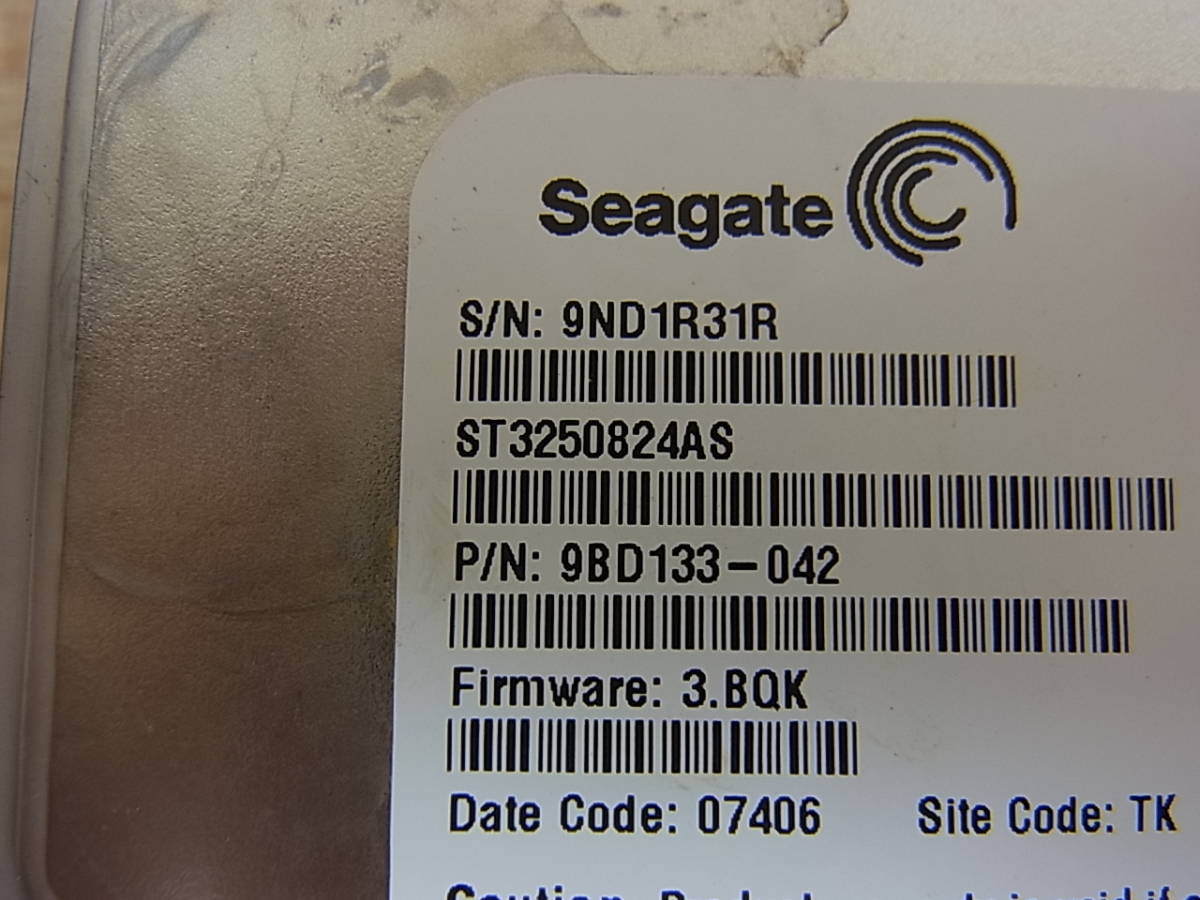 Seagate
S/N: 9ND1R31R
ST3250824AS
P/N: 9BD133-042
Firmware: 3.BQK
Date Code: 07406 Site Code: TK